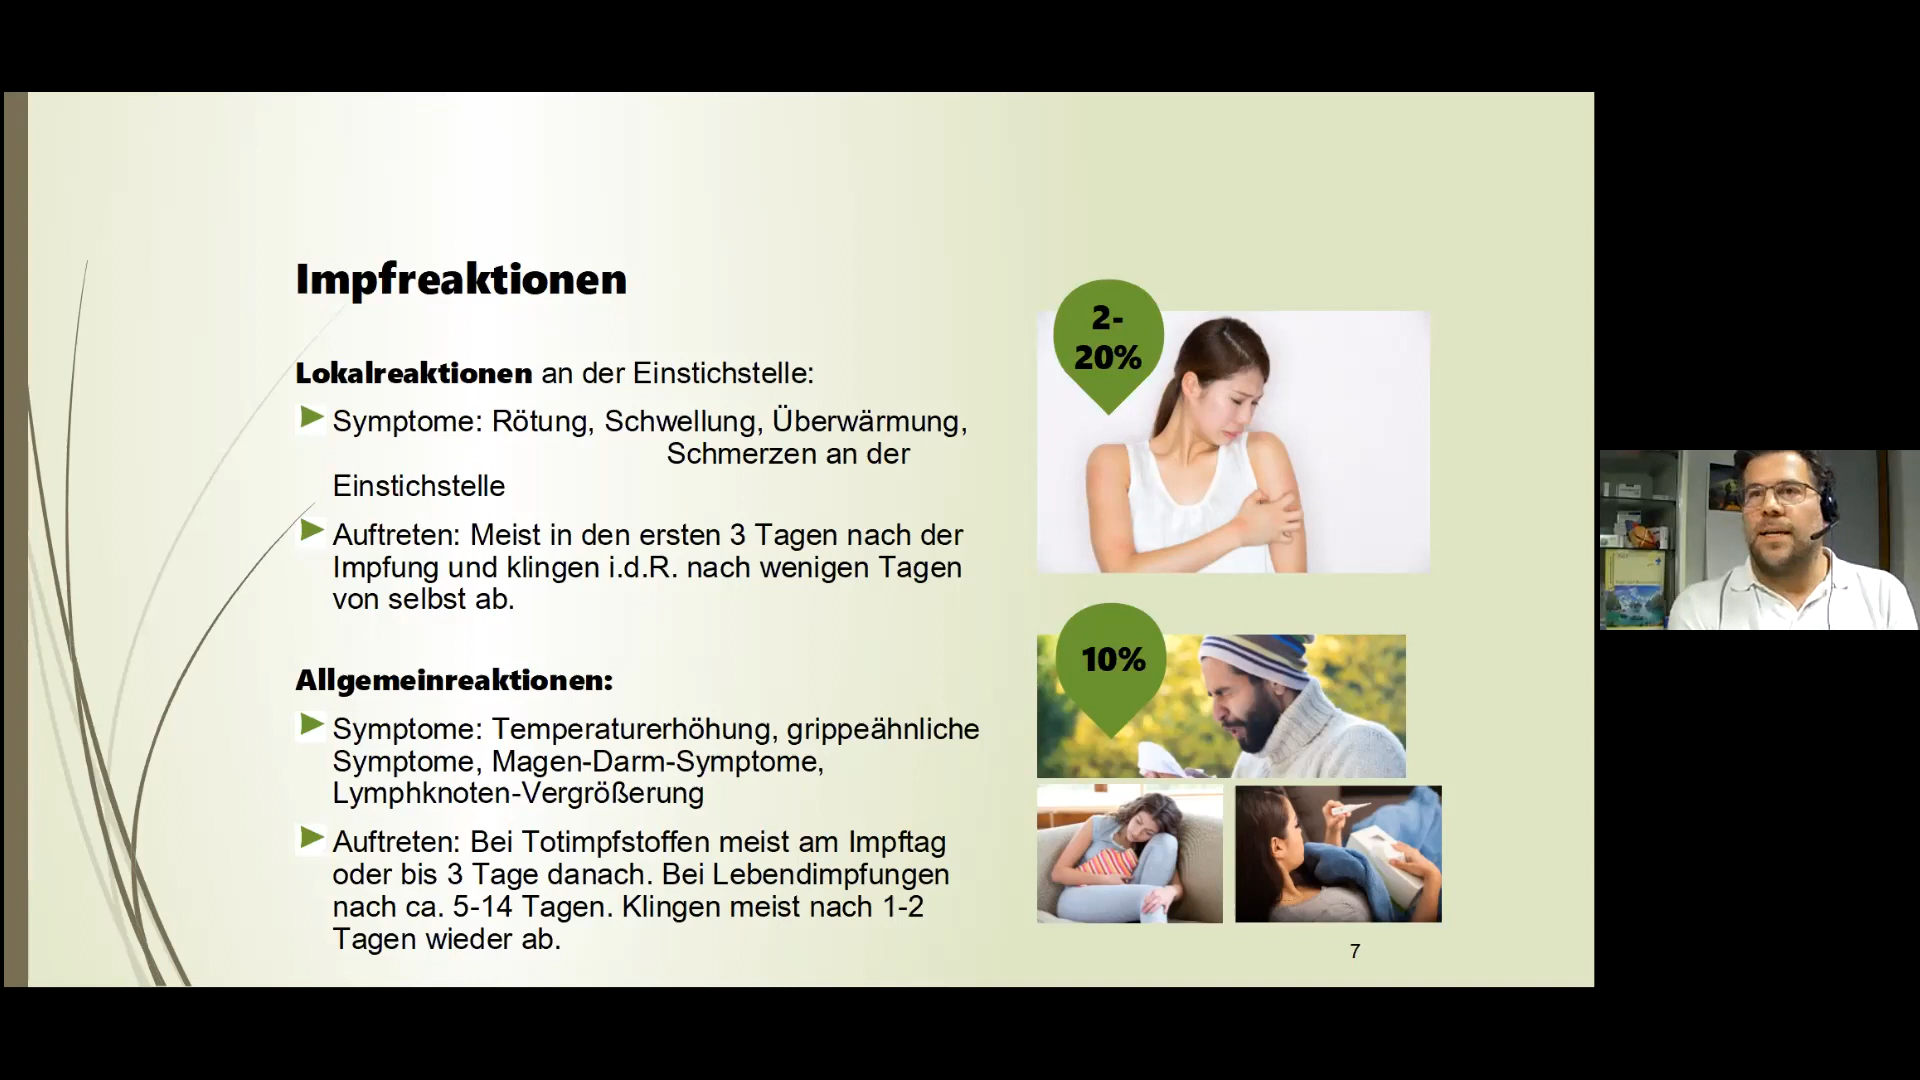 Impfreaktionen
Lokalreaktionen an der Einstichstelle:
Symptome: Rötung, Schwellung, Überwärmung,
Schmerzen an der
Einstichstelle
Auftreten: Meist in den ersten 3 Tagen nach der
Impfung und klingen i.d.R. nach wenigen Tagen
von selbst ab.
Allgemeinreaktionen:
Symptome: Temperaturerhöhung, grippeähnliche
Symptome, Magen-Darm-Symptome,
Lymphknoten-Vergrößerung
Auftreten: Bei Totimpfstoffen meist am Impftag
oder bis 3 Tage danach. Bei Lebendimpfungen
nach ca. 5-14 Tagen. Klingen meist nach 1-2
Tagen wieder ab.
2-
20%
10%
7